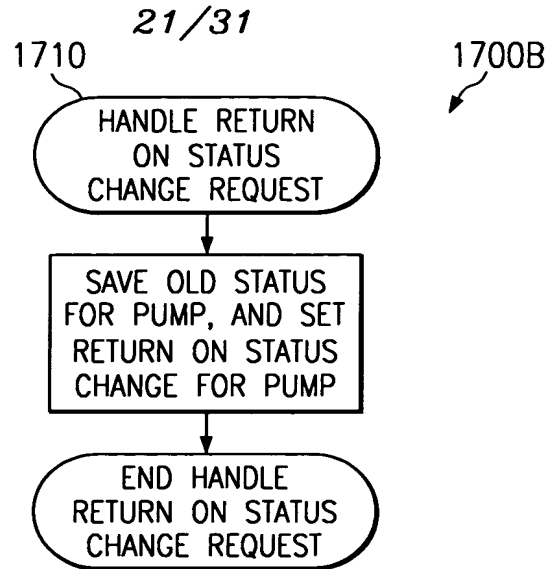 21/31
1710
1700B
HANDLE RETURN
ON STATUS
CHANGE REQUEST
SAVE OLD STATUS
FOR PUMP, AND SET
RETURN ON STATUS
CHANGE FOR PUMP
END HANDLE
RETURN ON STATUS
CHANGE REQUEST